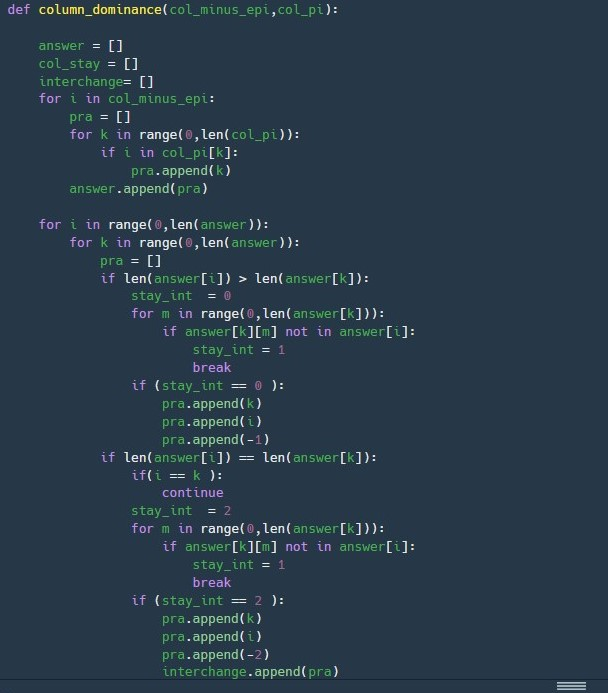 def column_dominance(col_minus_epi,col_pi):

    answer = []
    col_stay = []
    interchange= []
    for i in col_minus_epi:
        pra = []
        for k in range(0,len(col_pi)):
            if i in col_pi[k]:
                pra.append(k)
        answer.append(pra)

    for i in range(0,len(answer)):
        for k in range(0,len(answer)):
            pra = []
            if len(answer[i]) > len(answer[k]):
                stay_int  = 0
                for m in range(0,len(answer[k])):
                    if answer[k][m] not in answer[i]:
                        stay_int = 1
                        break
                if (stay_int == 0 ):
                    pra.append(k)
                    pra.append(i)
                    pra.append(-1)
            if len(answer[i]) == len(answer[k]):
                if(i == k ):
                    continue
                stay_int  = 2
                for m in range(0,len(answer[k])):
                    if answer[k][m] not in answer[i]:
                        stay_int = 1
                        break
                if (stay_int == 2 ):
                    pra.append(k)
                    pra.append(i)
                    pra.append(-2)
                    interchange.append(pra)